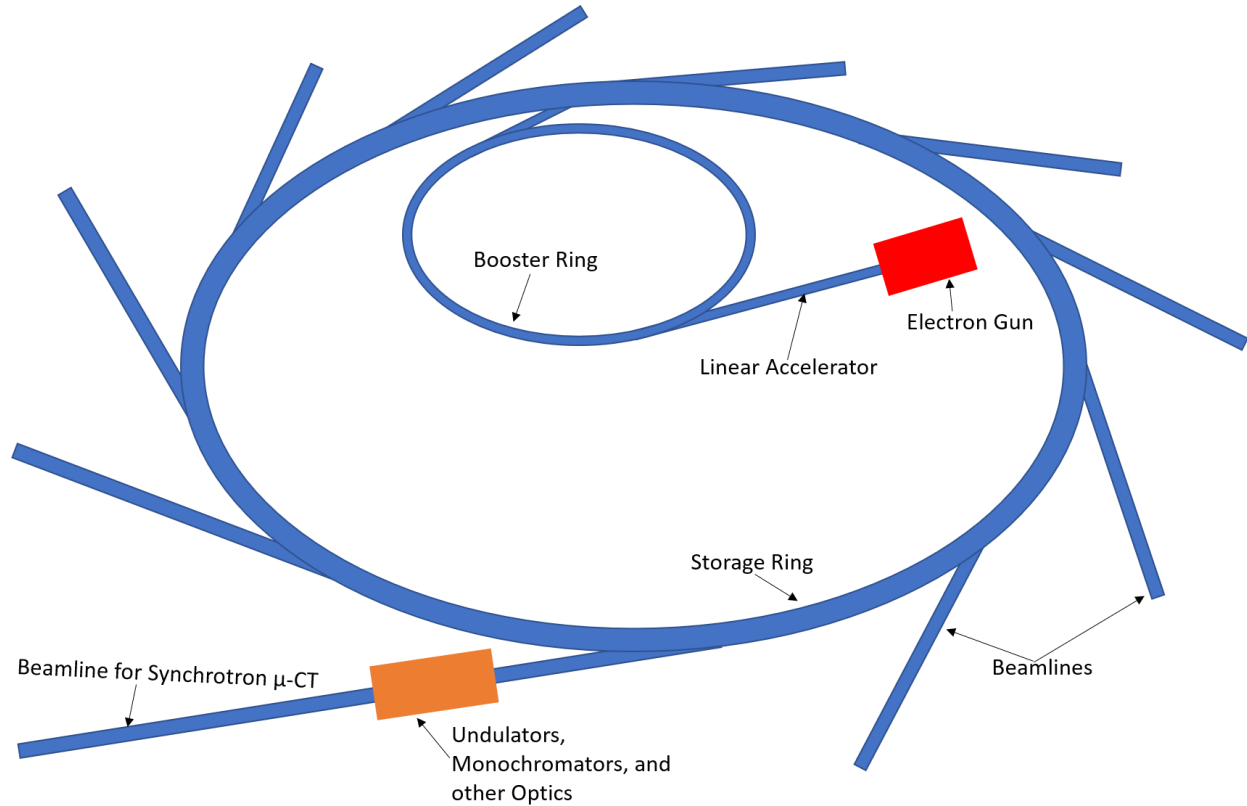 Booster Ring
Electron Gun
Linear Accelerator
Storage Ring
Beamlines
Beamline for Synchrotron μ-CT
Undulators,
Monochromators, and
other Optics